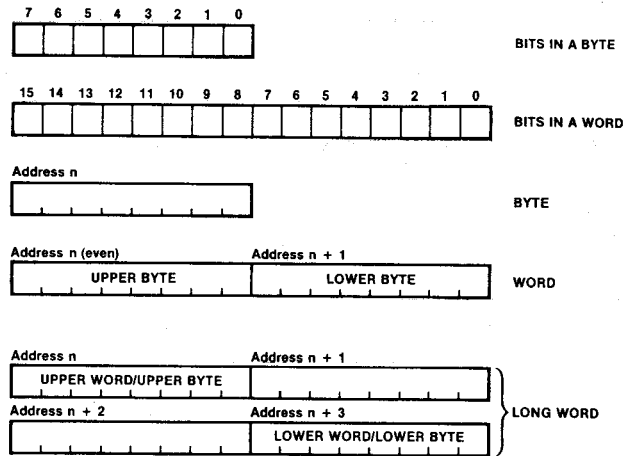 7 6 5 4 3 2 1 0
BITS IN A BYTE
15 14 13 12 11 10 9 8 7 6 5 4 3 2 1 0
BITS IN A WORD
Address n
BYTE
Address n (even) Address n + 1
UPPER BYTE LOWER BYTE WORD
Address n Address n + 1
UPPER WORD/UPPER BYTE
LONG WORD
Address n + 2 Address n + 3
LOWER WORD/LOWER BYTE